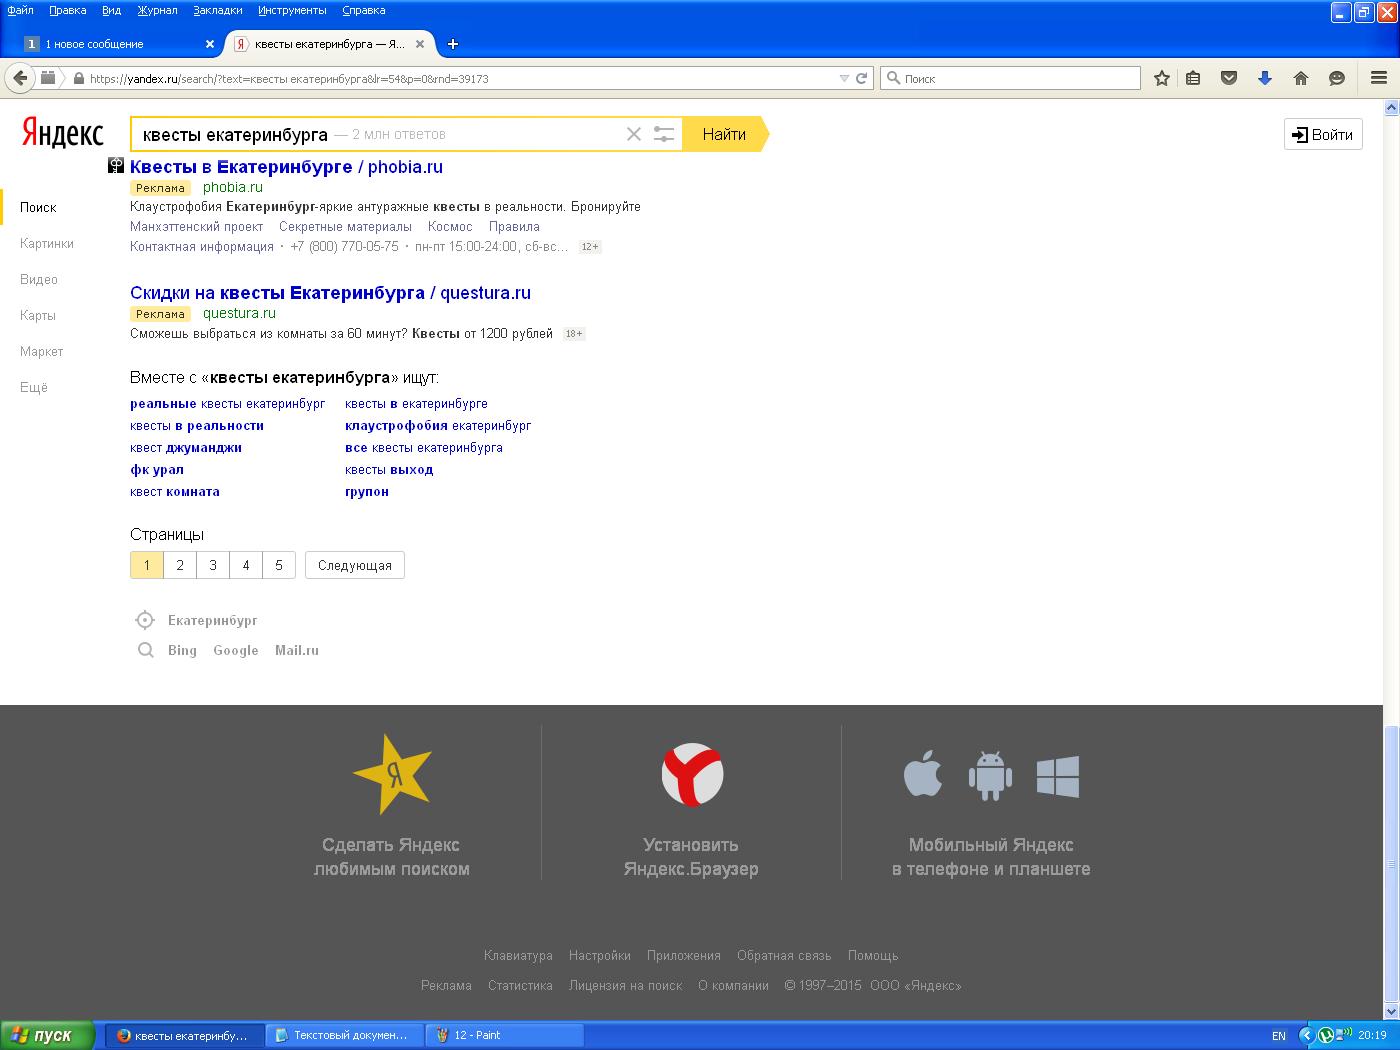 Файл Правка Вид Журнал Закладки Инструменты Справка
1 1 новое сообщение
Я квесты екатеринбурга — Я...
https://yandex.ru/search/?text=квесты екатеринбурга&lr=54&p=0&rnd=39173
Поиск
Яндекс
квесты екатеринбурга — 2 млн ответов
Найти
Войти
Поиск
Картинки
Видео
Карты
Маркет
Ещё
Квесты в Екатеринбурге / phobia.ru
Реклама phobia.ru
Клаустрофобия Екатеринбург-яркие антуражные квесты в реальности. Бронируйте
Манхэттенский проект Секретные материалы Космос Правила
Контактная информация · +7 (800) 770-05-75 · пн-пт 15:00-24:00, сб-вс... 12+
Скидки на квесты Екатеринбурга / questura.ru
Реклама questura.ru
Сможешь выбраться из комнаты за 60 минут? Квесты от 1200 рублей 18+
Вместе с «квесты екатеринбурга» ищут:
реальные квесты екатеринбург квесты в екатеринбурге
квесты в реальности клаустрофобия екатеринбург
квест джуманджи все квесты екатеринбурга
фк урал квесты выход
квест комната групон
Страницы
1 2 3 4 5 Следующая
Екатеринбург
Bing Google Mail.ru
Я
Сделать Яндекс
любимым поиском
Установить
Яндекс.Браузер
Мобильный Яндекс
в телефоне и планшете
Клавиатура Настройки Приложения Обратная связь Помощь
Реклама Статистика Лицензия на поиск О компании © 1997–2015 ООО «Яндекс»
пуск
квесты екатеринбу...
Текстовый докумен...
12 - Paint
EN
20:19